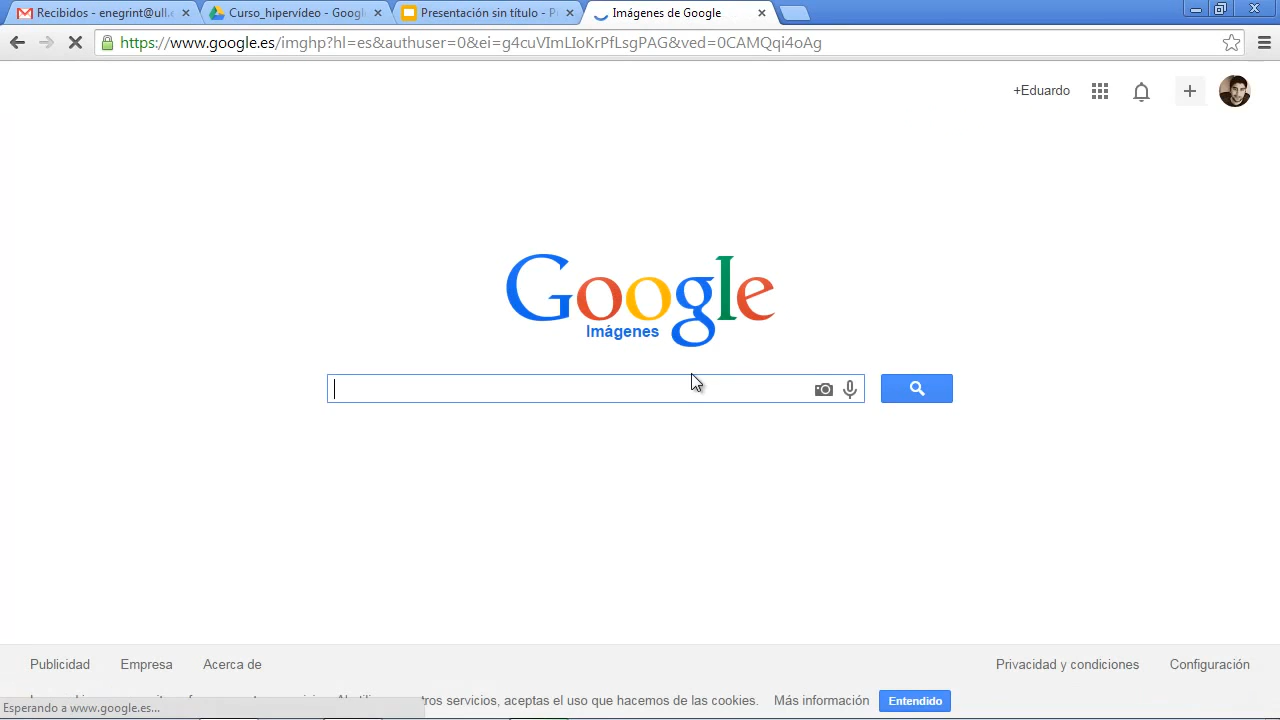 Recibidos - enegrint@ull.
Curso_hipervídeo - Googl
Presentación sin título - P
Imágenes de Google
https://www.google.es/imghp?hl=es&authuser=0&ei=g4cuVImLIoKrPfLsgPAG&ved=0CAMQqi4oAg
+Eduardo
Google
Imágenes
Publicidad Empresa Acerca de Privacidad y condiciones Configuración
tros servicios, aceptas el uso que hacemos de las cookies. Más información Entendido
Esperando a www.google.es...